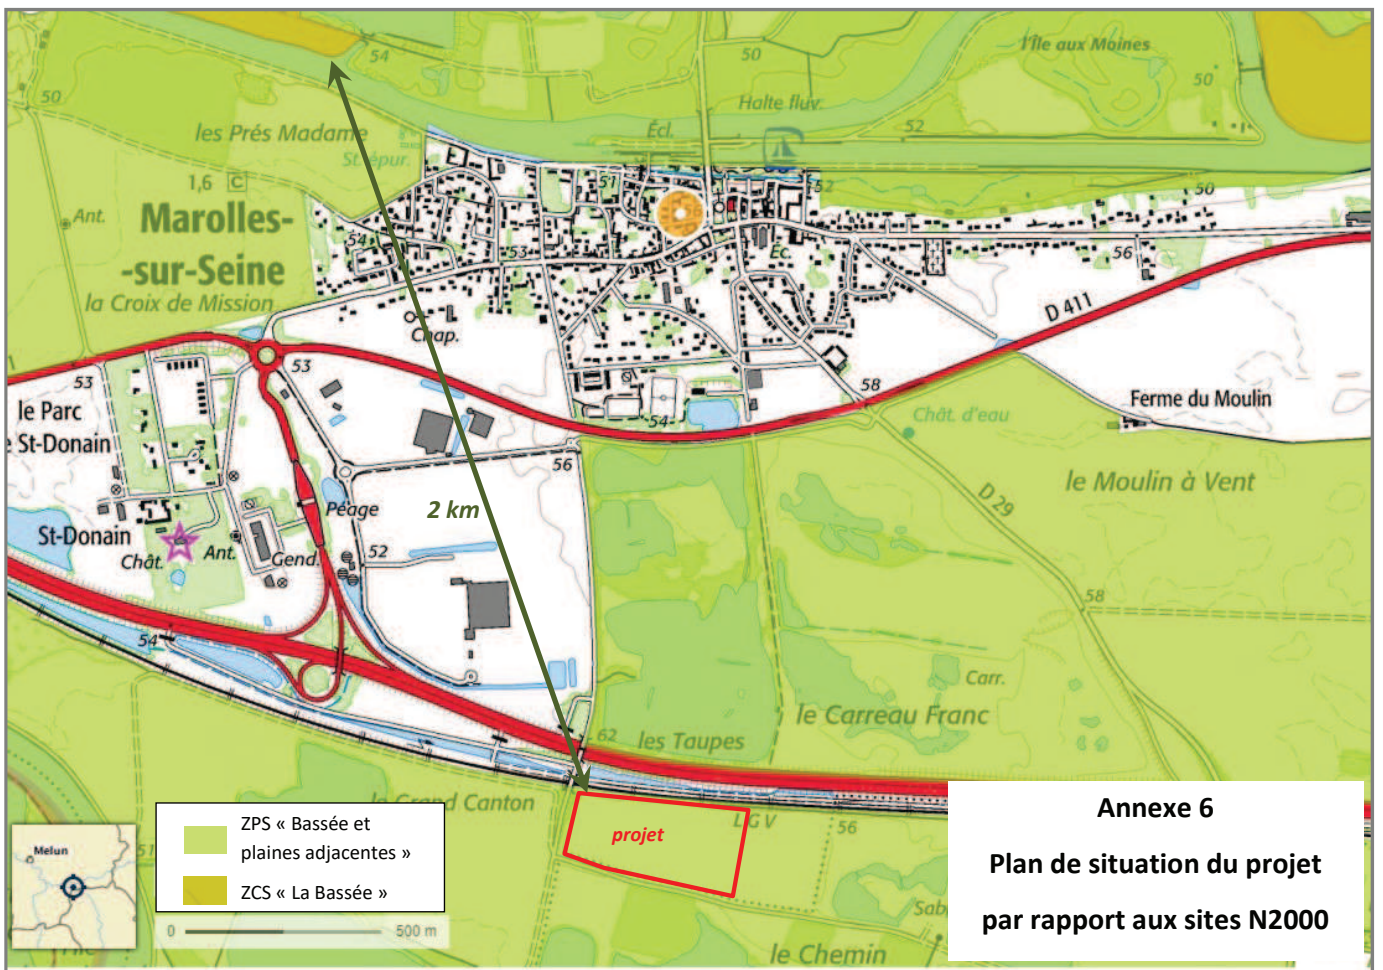 54
50
l'Île aux Moines
50
50
Halte fluv.
les Prés Madame
Écl.
52
St. épur.
1,6 C
51
52
50
Ant.
Marolles-
-sur-Seine
56
54
53
Éc.
56
la Croix de Mission
D 411
Chap.
53
53
58
le Parc
54
Chât. d'eau
Ferme du Moulin
St-Donain
56
le Moulin à Vent
Péage
2 km
D 29
St-Donain
Chât.
Ant.
Gend.
52
58
54
Carr.
le Carreau Franc
62
les Taupes
le Grand Canton
projet
LGV
56
51
ZPS « Bassée et
plaines adjacentes »
ZCS « La Bassée »
Melun
0
500 m
Sab
le Chemin
Annexe 6
Plan de situation du projet
par rapport aux sites N2000